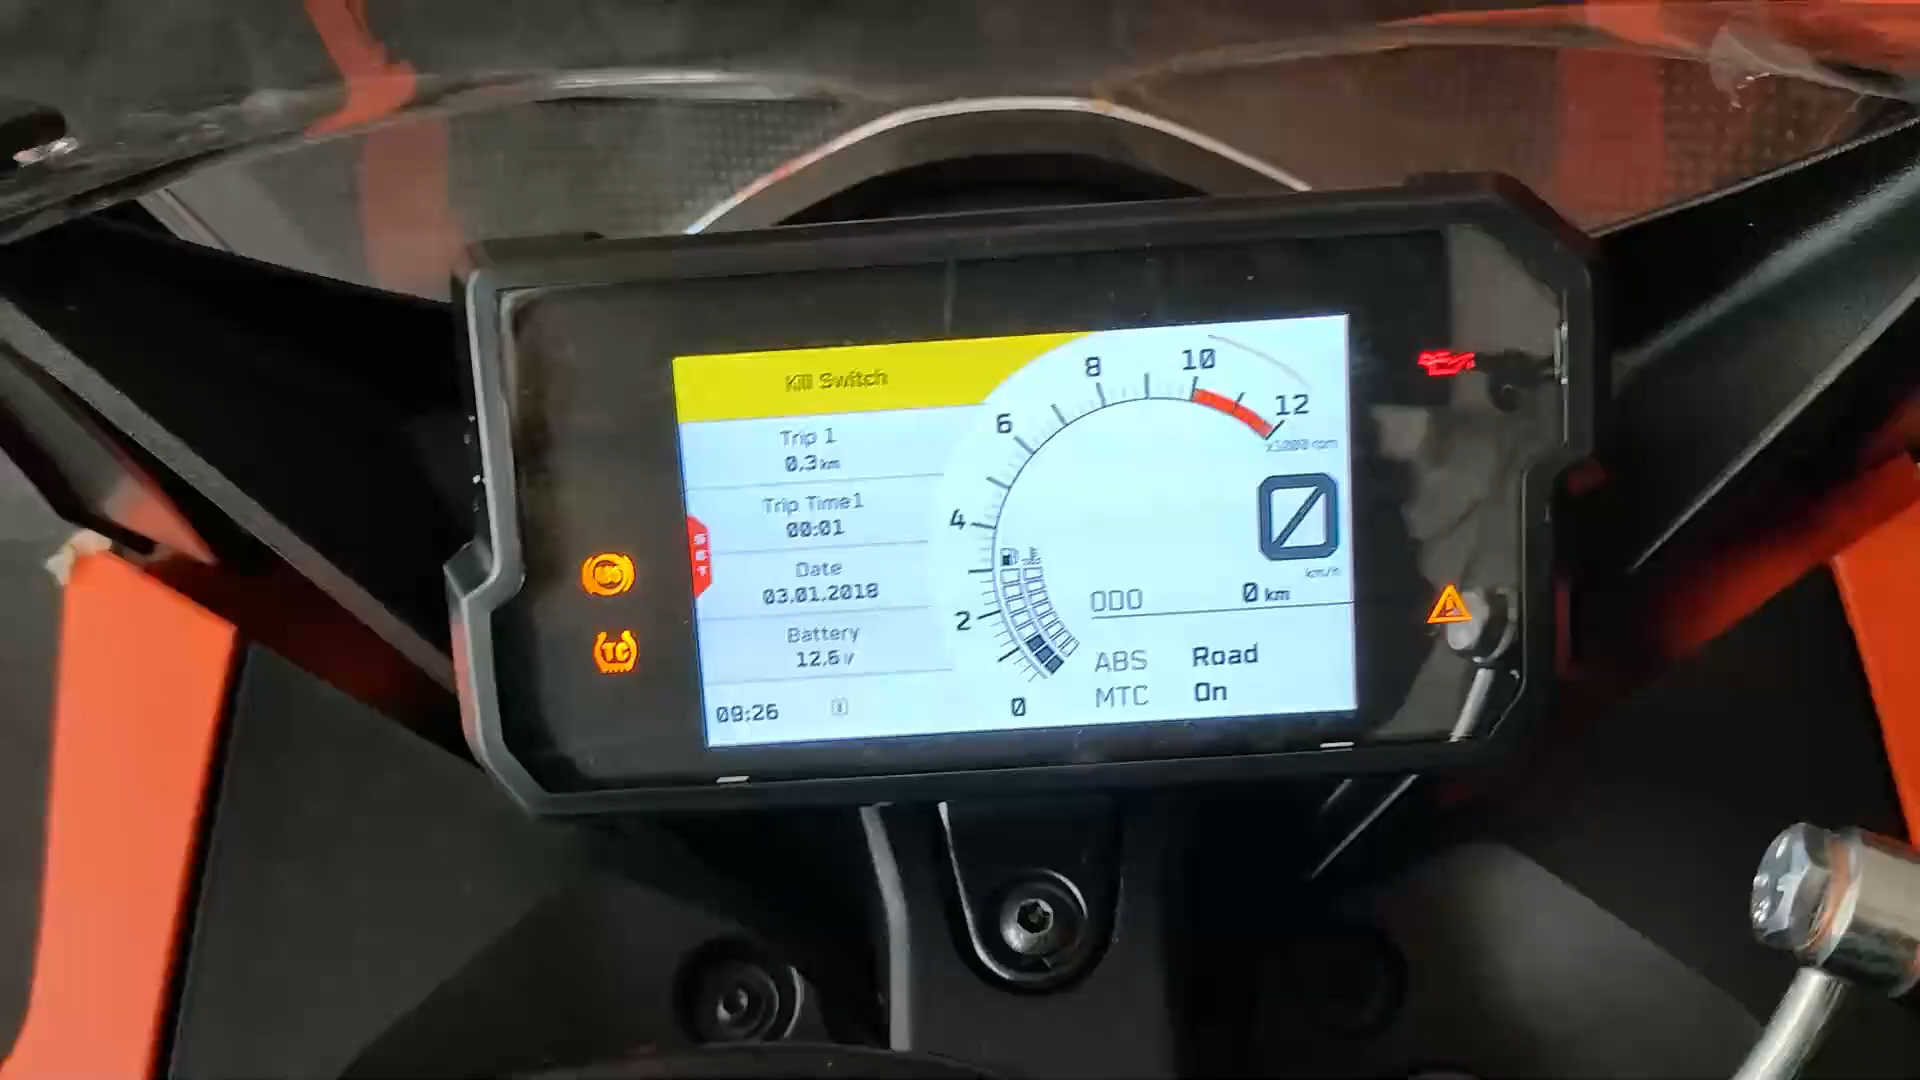 Kill Switch
Trip 1
0.3 km
Trip Time1
00:01
Date
03.01.2018
Battery
12.6 V
09:26
SET
0
2
4
6
8
10
12
x1000 rpm
0
km/h
ODO 0 km
ABS Road
MTC On
TC